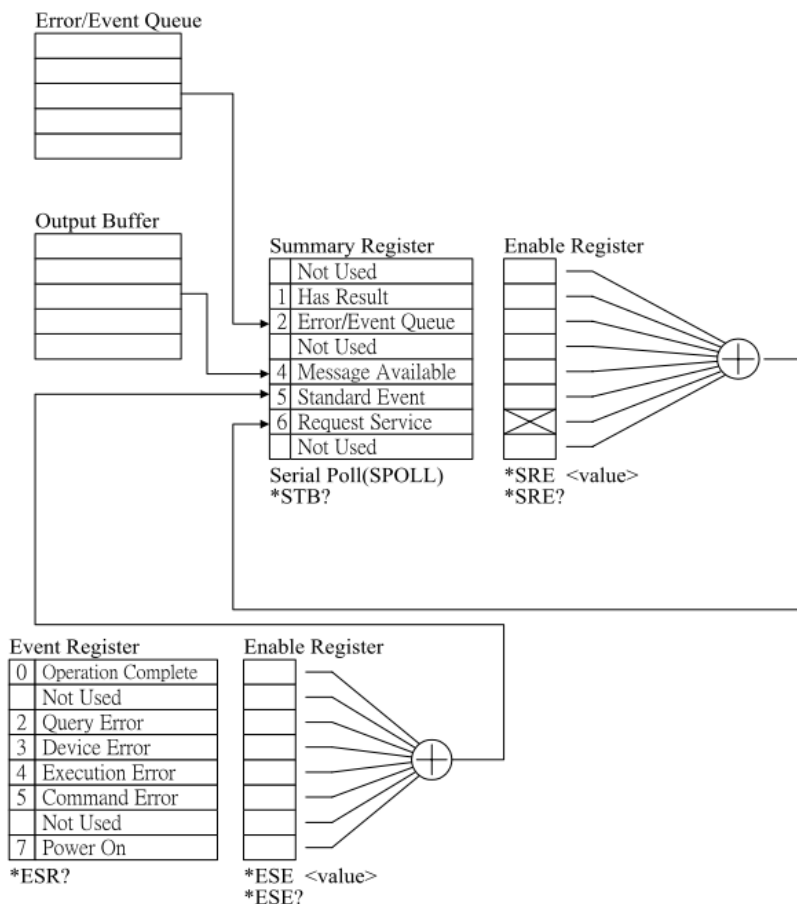 Error/Event Queue
Output Buffer
Summary Register
Not Used
1 Has Result
2 Error/Event Queue
Not Used
4 Message Available
5 Standard Event
6 Request Service
Not Used
Serial Poll(SPOLL)
*STB?
Enable Register
*SRE <value>
*SRE?
Event Register
0 Operation Complete
Not Used
2 Query Error
3 Device Error
4 Execution Error
5 Command Error
Not Used
7 Power On
*ESR?
Enable Register
*ESE <value>
*ESE?